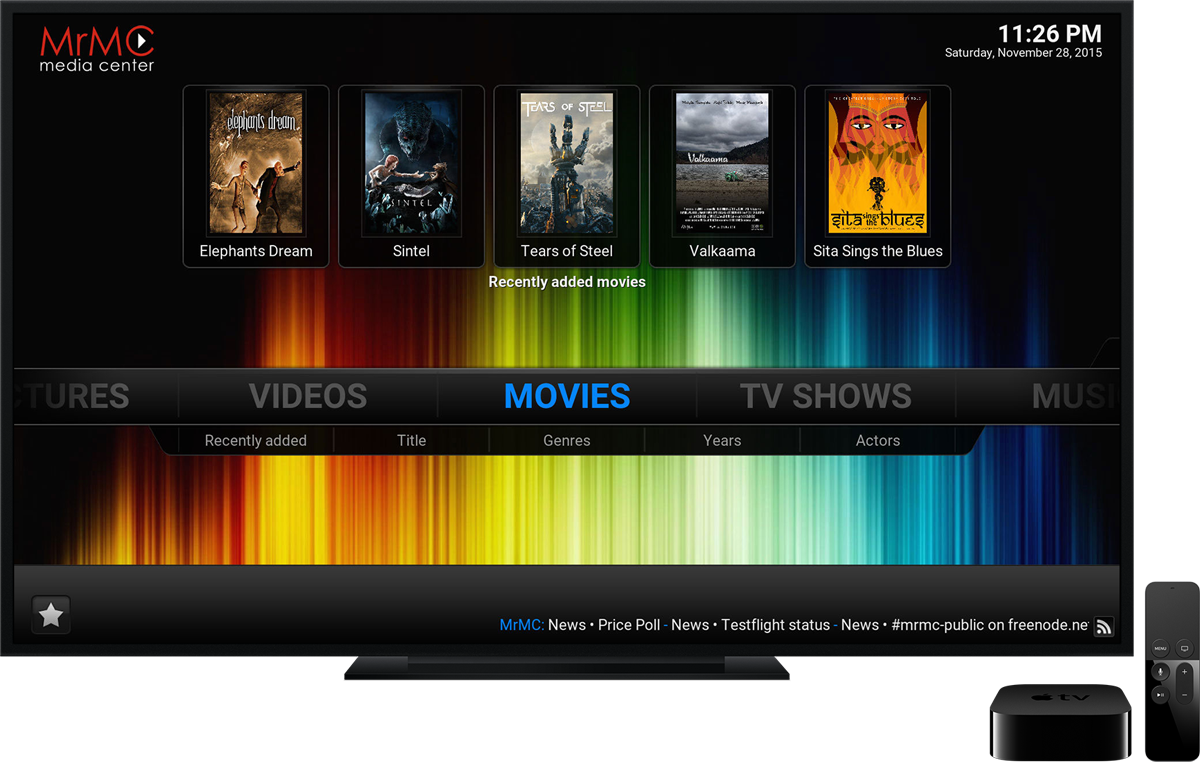 MrMC
media center
11:26 PM
Saturday, November 28, 2015
elephants dream
SINTEL
TEARS OF STEEL
Valkaama
sita sings the blues
Elephants Dream
Sintel
Tears of Steel
Valkaama
Sita Sings the Blues
Recently added movies
CTURES
VIDEOS
MOVIES
TV SHOWS
MUSI
Recently added
Title
Genres
Years
Actors
MrMC: News • Price Poll - News • Testflight status - News • #mrmc-public on freenode.ne
MENU
tv